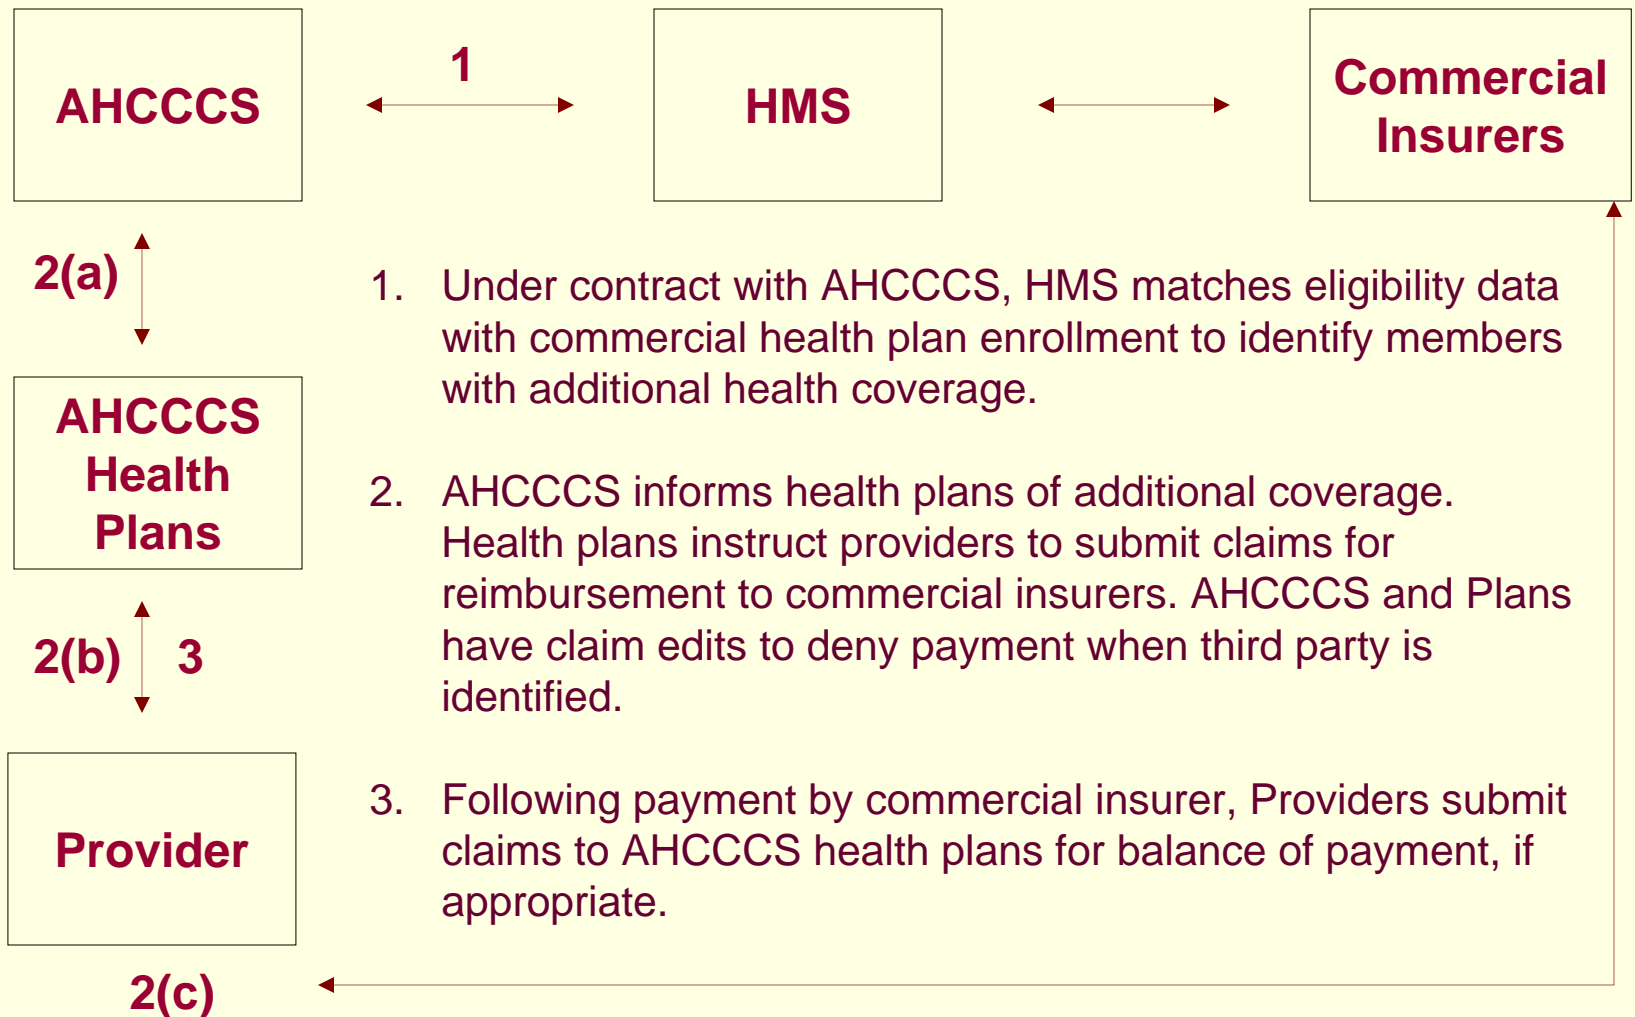 AHCCCS
1
HMS
Commercial
Insurers
2(a)
AHCCCS
Health
Plans
2(b)
3
Provider
2(c)
1. Under contract with AHCCCS, HMS matches eligibility data
with commercial health plan enrollment to identify members
with additional health coverage.
2. AHCCCS informs health plans of additional coverage.
Health plans instruct providers to submit claims for
reimbursement to commercial insurers. AHCCCS and Plans
have claim edits to deny payment when third party is
identified.
3. Following payment by commercial insurer, Providers submit
claims to AHCCCS health plans for balance of payment, if
appropriate.